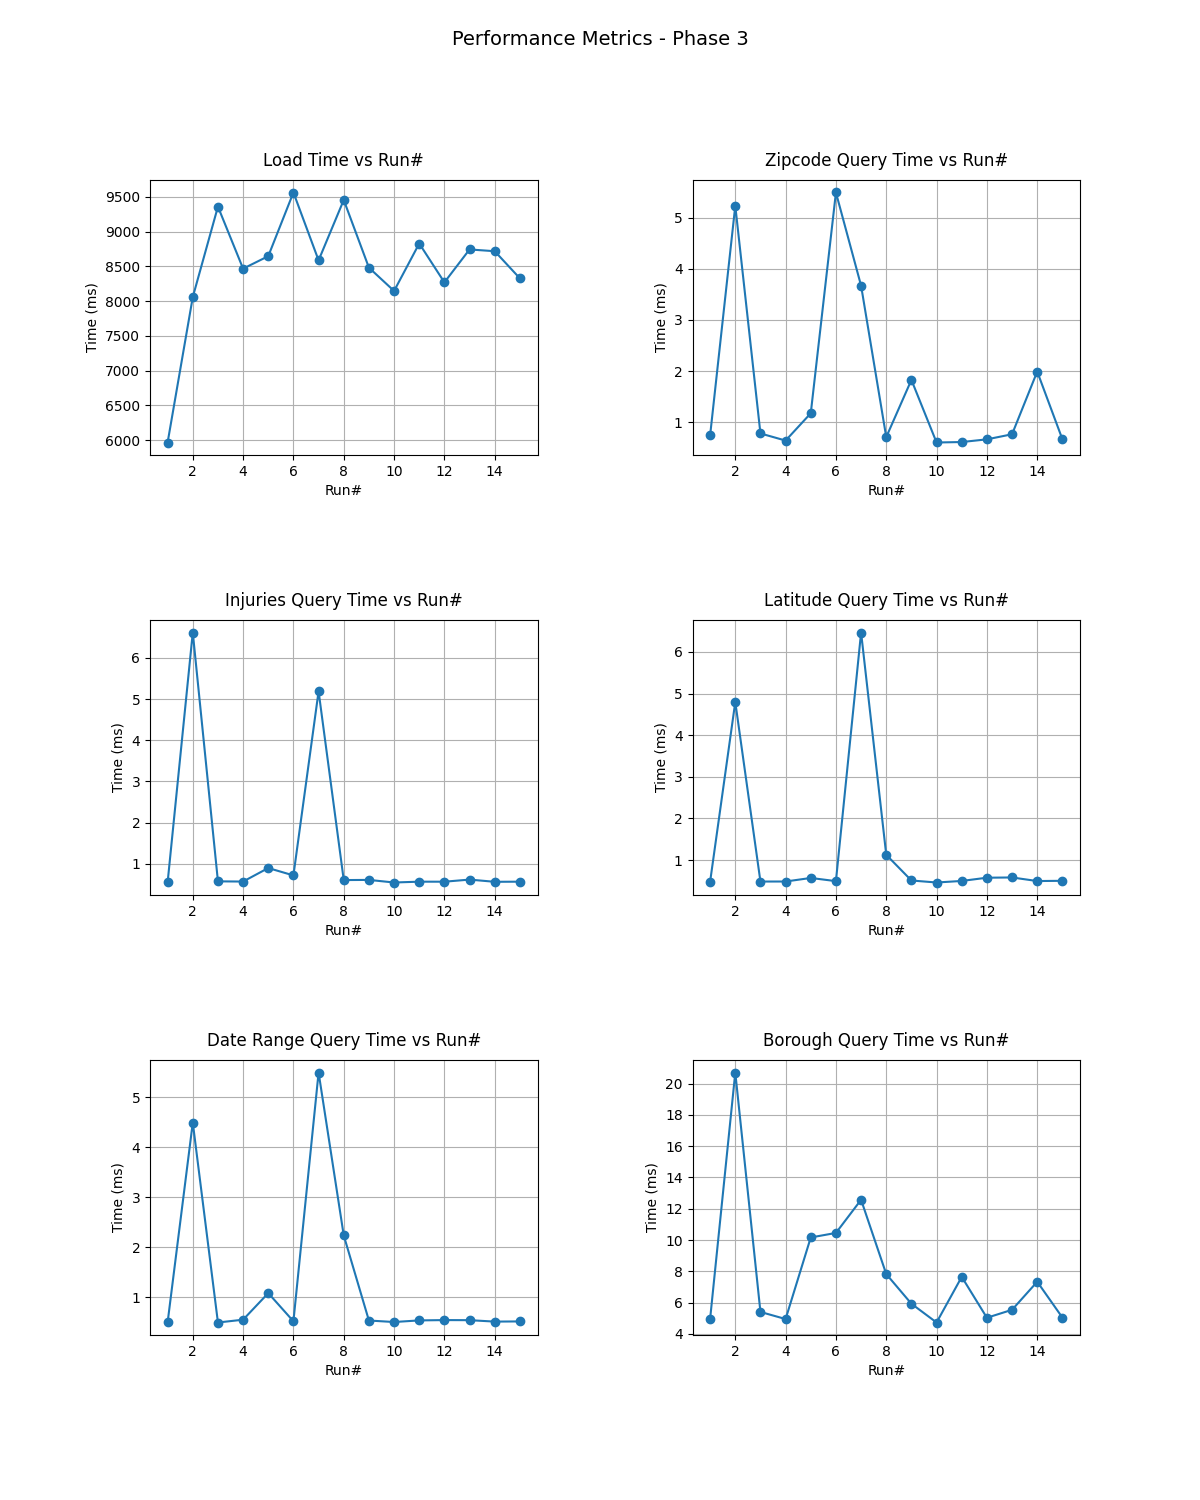 Performance Metrics - Phase 3
Load Time vs Run#
Time (ms)
9500
9000
8500
8000
7500
7000
6500
6000
2 4 6 8 10 12 14
Run#
Zipcode Query Time vs Run#
Time (ms)
5
4
3
2
1
2 4 6 8 10 12 14
Run#
Injuries Query Time vs Run#
Time (ms)
6
5
4
3
2
1
2 4 6 8 10 12 14
Run#
Latitude Query Time vs Run#
Time (ms)
6
5
4
3
2
1
2 4 6 8 10 12 14
Run#
Date Range Query Time vs Run#
Time (ms)
5
4
3
2
1
2 4 6 8 10 12 14
Run#
Borough Query Time vs Run#
Time (ms)
20
18
16
14
12
10
8
6
4
2 4 6 8 10 12 14
Run#